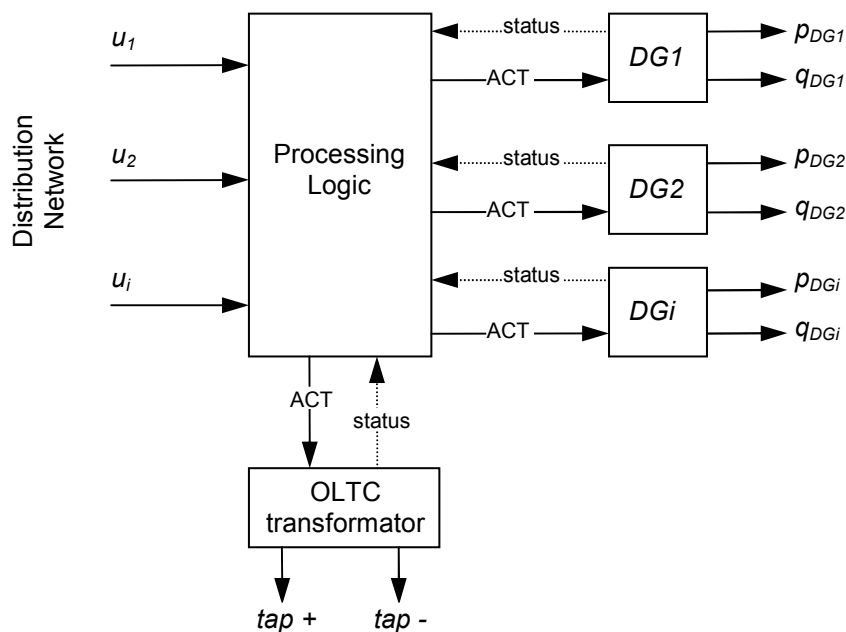 Distribution
Network
u1
u2
ui
Processing
Logic
status
ACT
DG1
pDG1
qDG1
status
ACT
DG2
pDG2
qDG2
status
ACT
DGi
pDGi
qDGi
ACT
status
OLTC
transformator
tap +
tap -